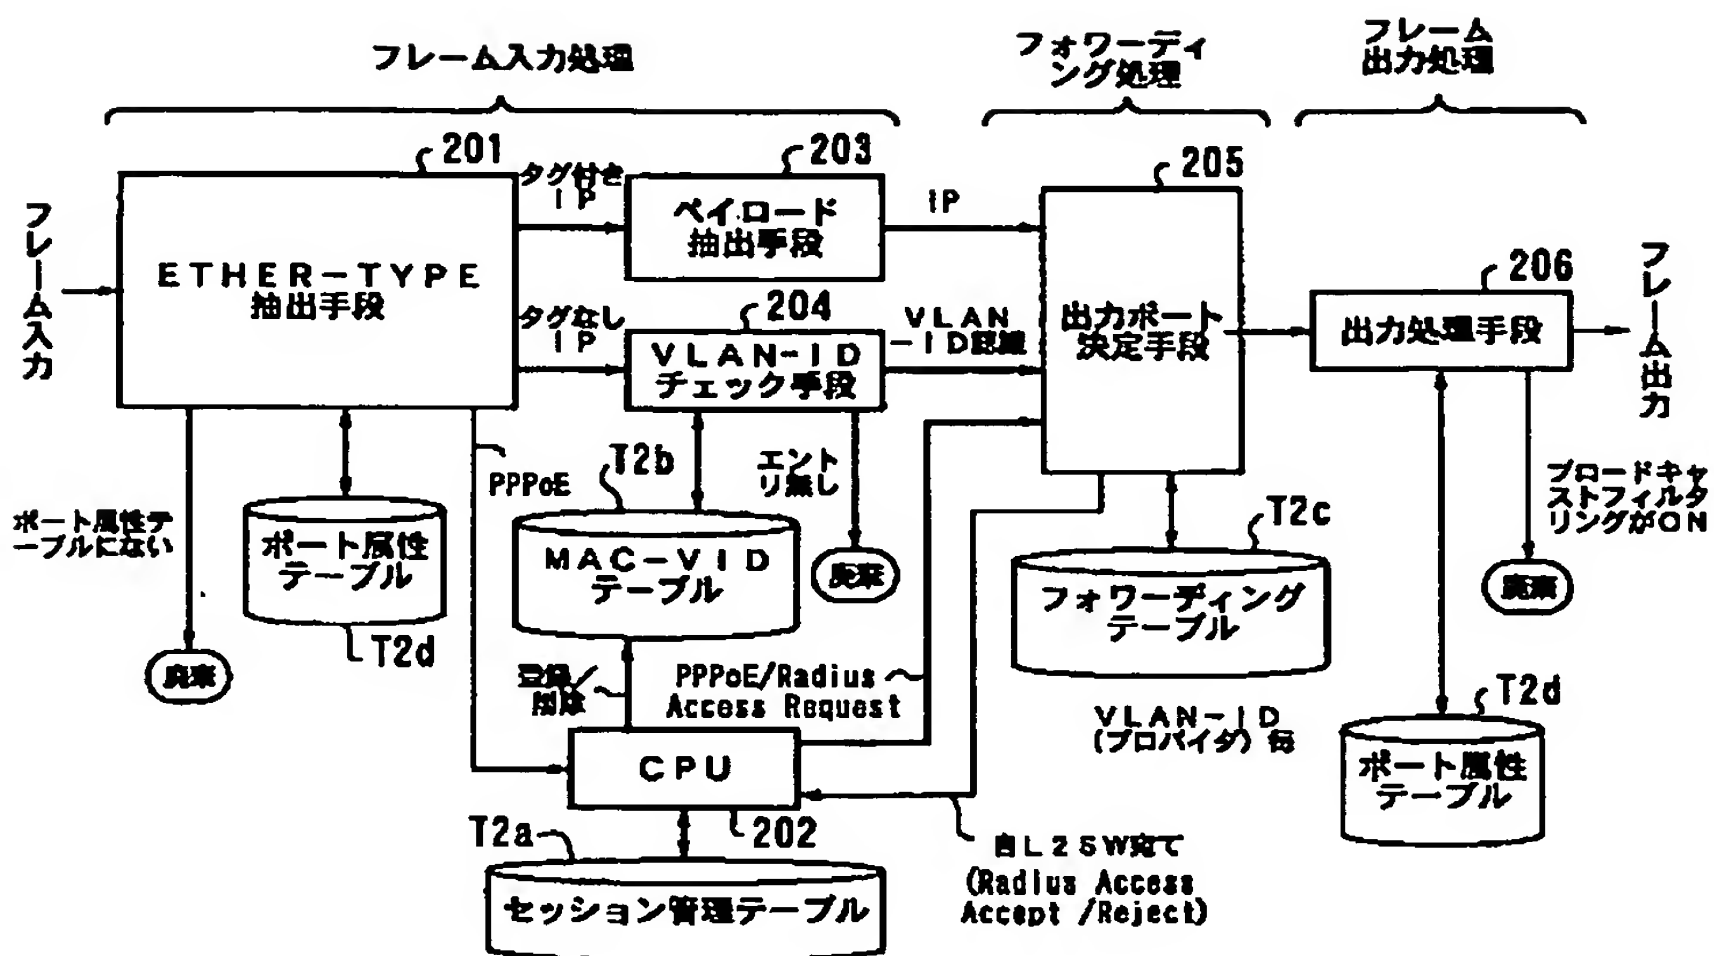 フレーム入力処理
フォワーディ
ング処理
フレーム
出力処理
201
203
205
206
フレーム入力
ETHER-TYPE
抽出手段
タグ付き
IP
ペイロード
抽出手段
IP
タグなし
IP
204
VLAN-ID
チェック手段
VLAN
-ID認識
出力ポート
決定手段
出力処理手段
フレーム出力
ポート属性テ
ーブルにない
廃棄
ポート属性
テーブル
T2d
PPPoE
T2b
MAC-VID
テーブル
エント
リ無し
廃棄
T2c
フォワーディング
テーブル
VLAN-ID
(プロバイダ)毎
ブロードキャ
ストフィルタ
リングがON
廃棄
T2d
ポート属性
テーブル
登録/
削除
PPPoE/Radius
Access Request
CPU
202
T2a
セッション管理テーブル
自L2SW宛て
(Radius Access
Accept /Reject)